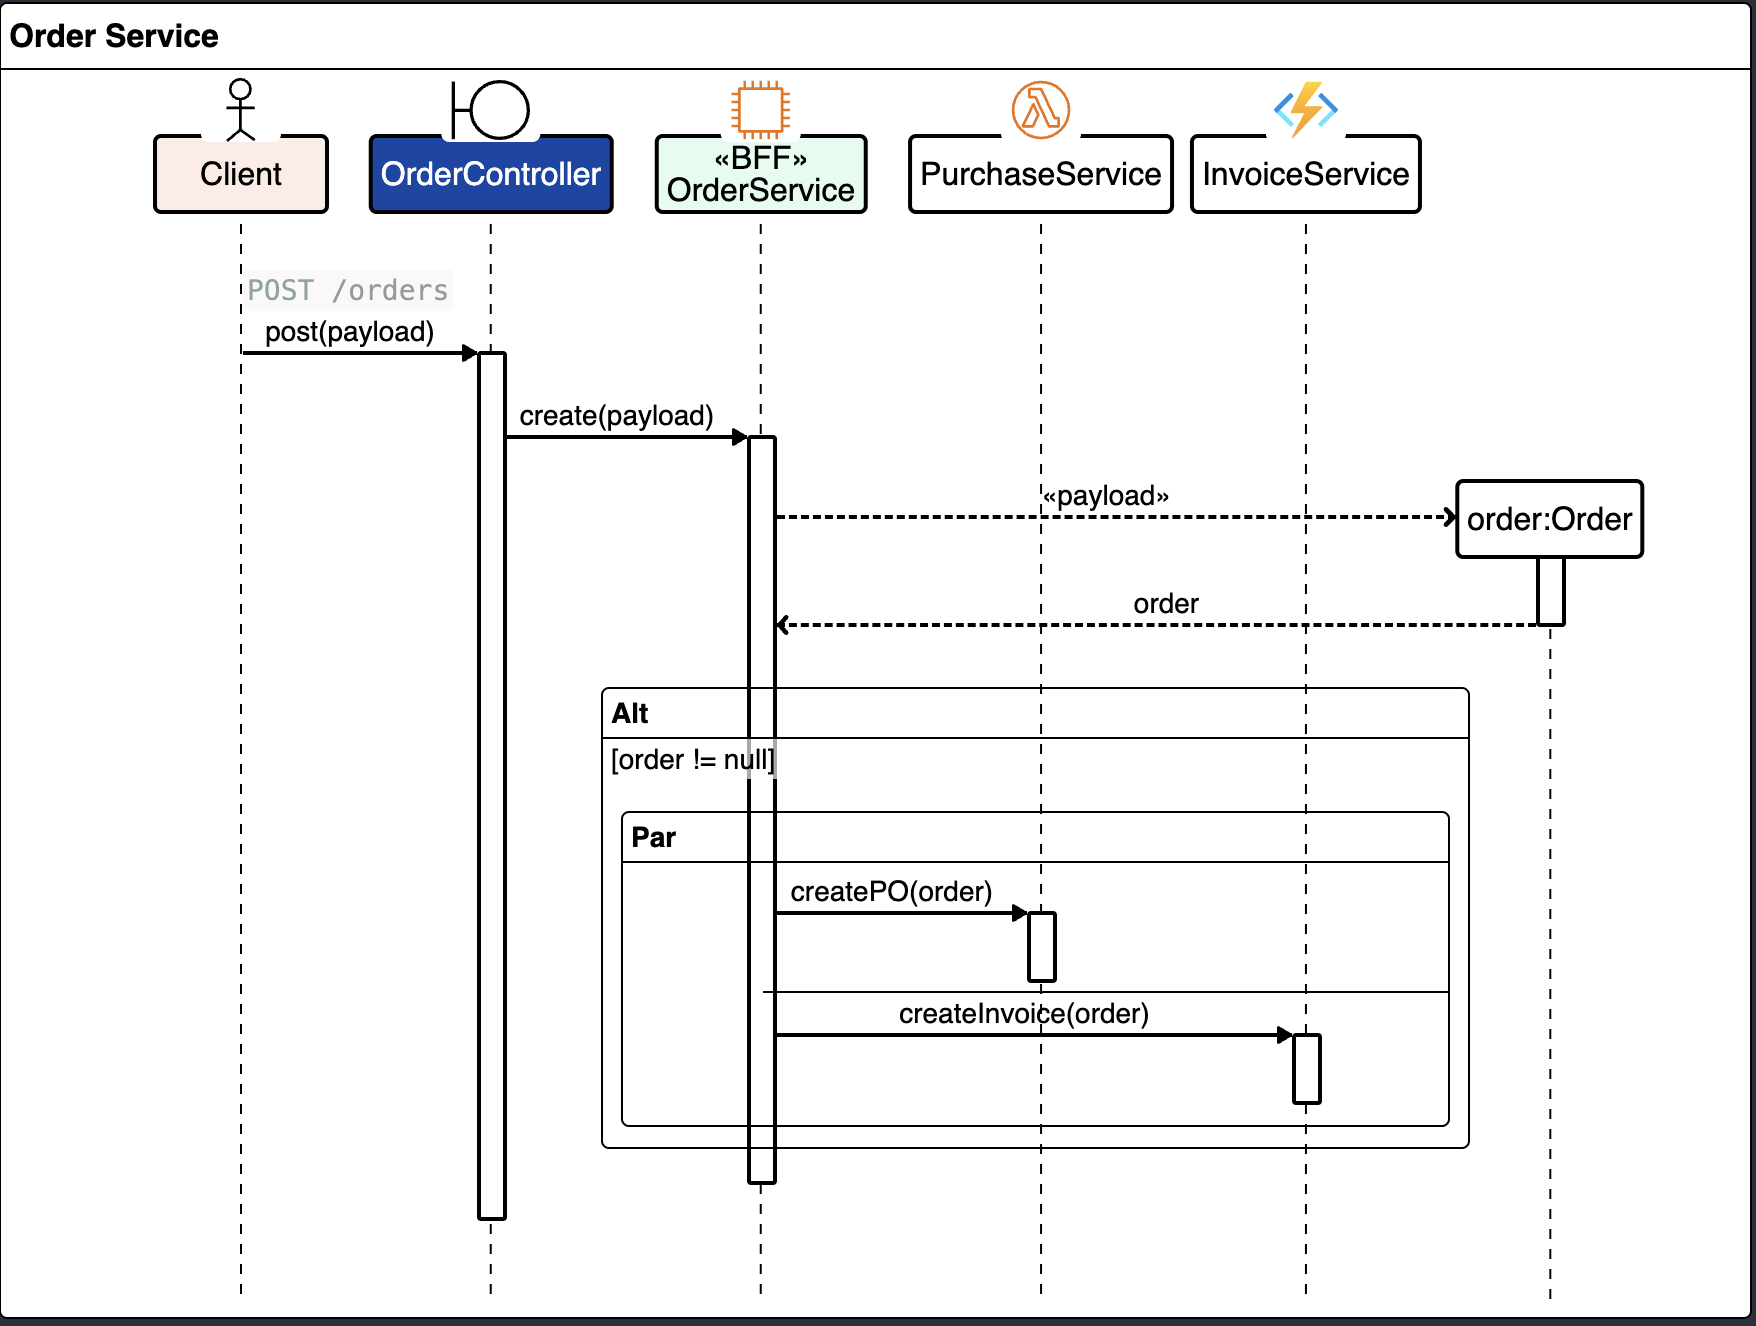 Order Service
Client
OrderController
«BFF»
OrderService
PurchaseService
InvoiceService
POST /orders
post(payload)
create(payload)
«payload»
order:Order
order
Alt
[order != null]
Par
createPO(order)
createInvoice(order)